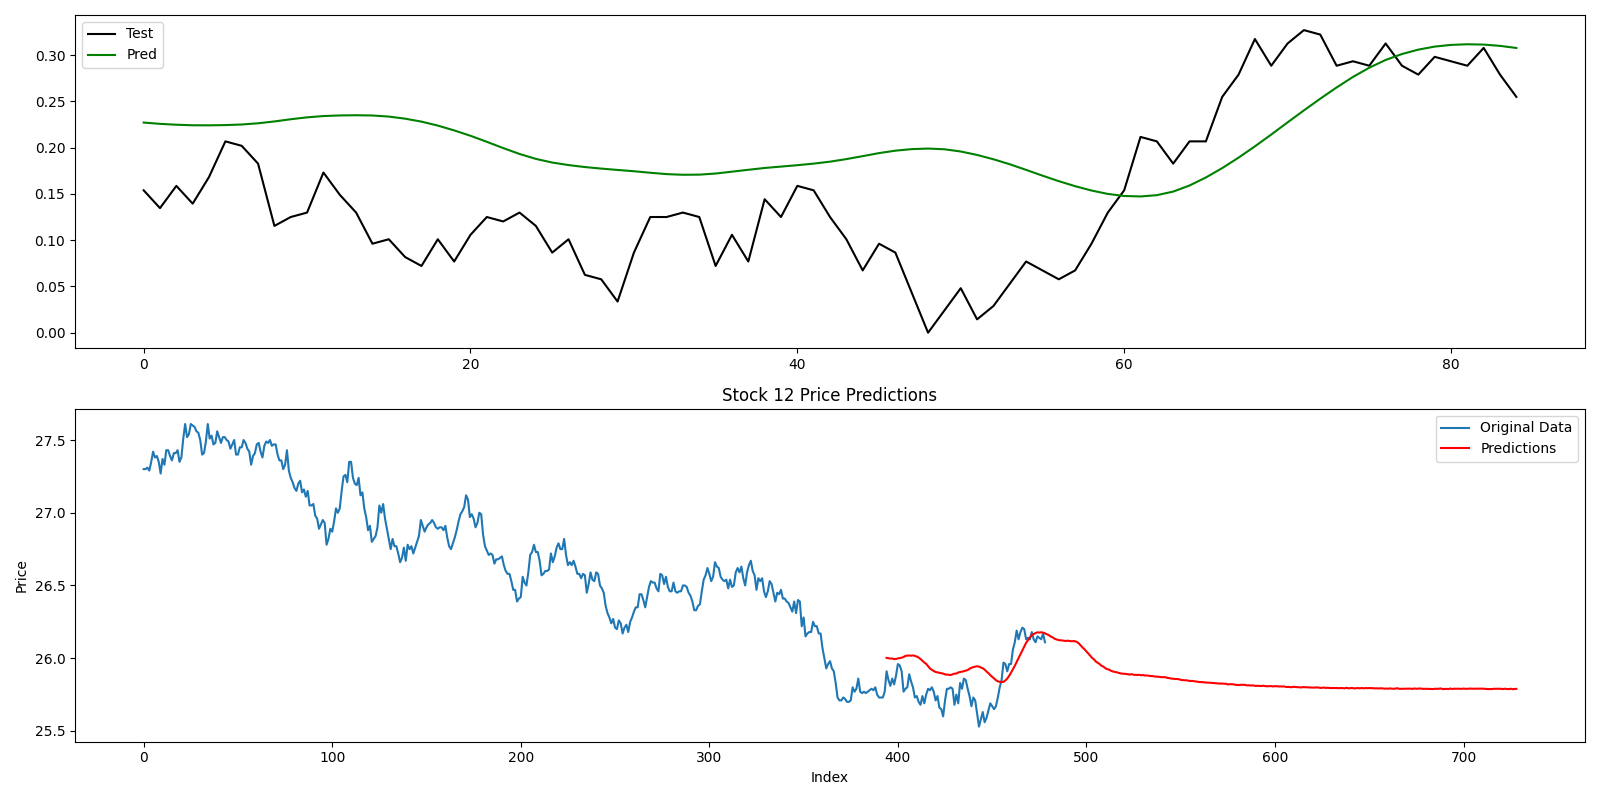 Test
Pred
0.30
0.25
0.20
0.15
0.10
0.05
0.00
0 20 40 60 80
Stock 12 Price Predictions
Original Data
Predictions
27.5
27.0
26.5
26.0
25.5
Price
0 100 200 300 400 500 600 700
Index